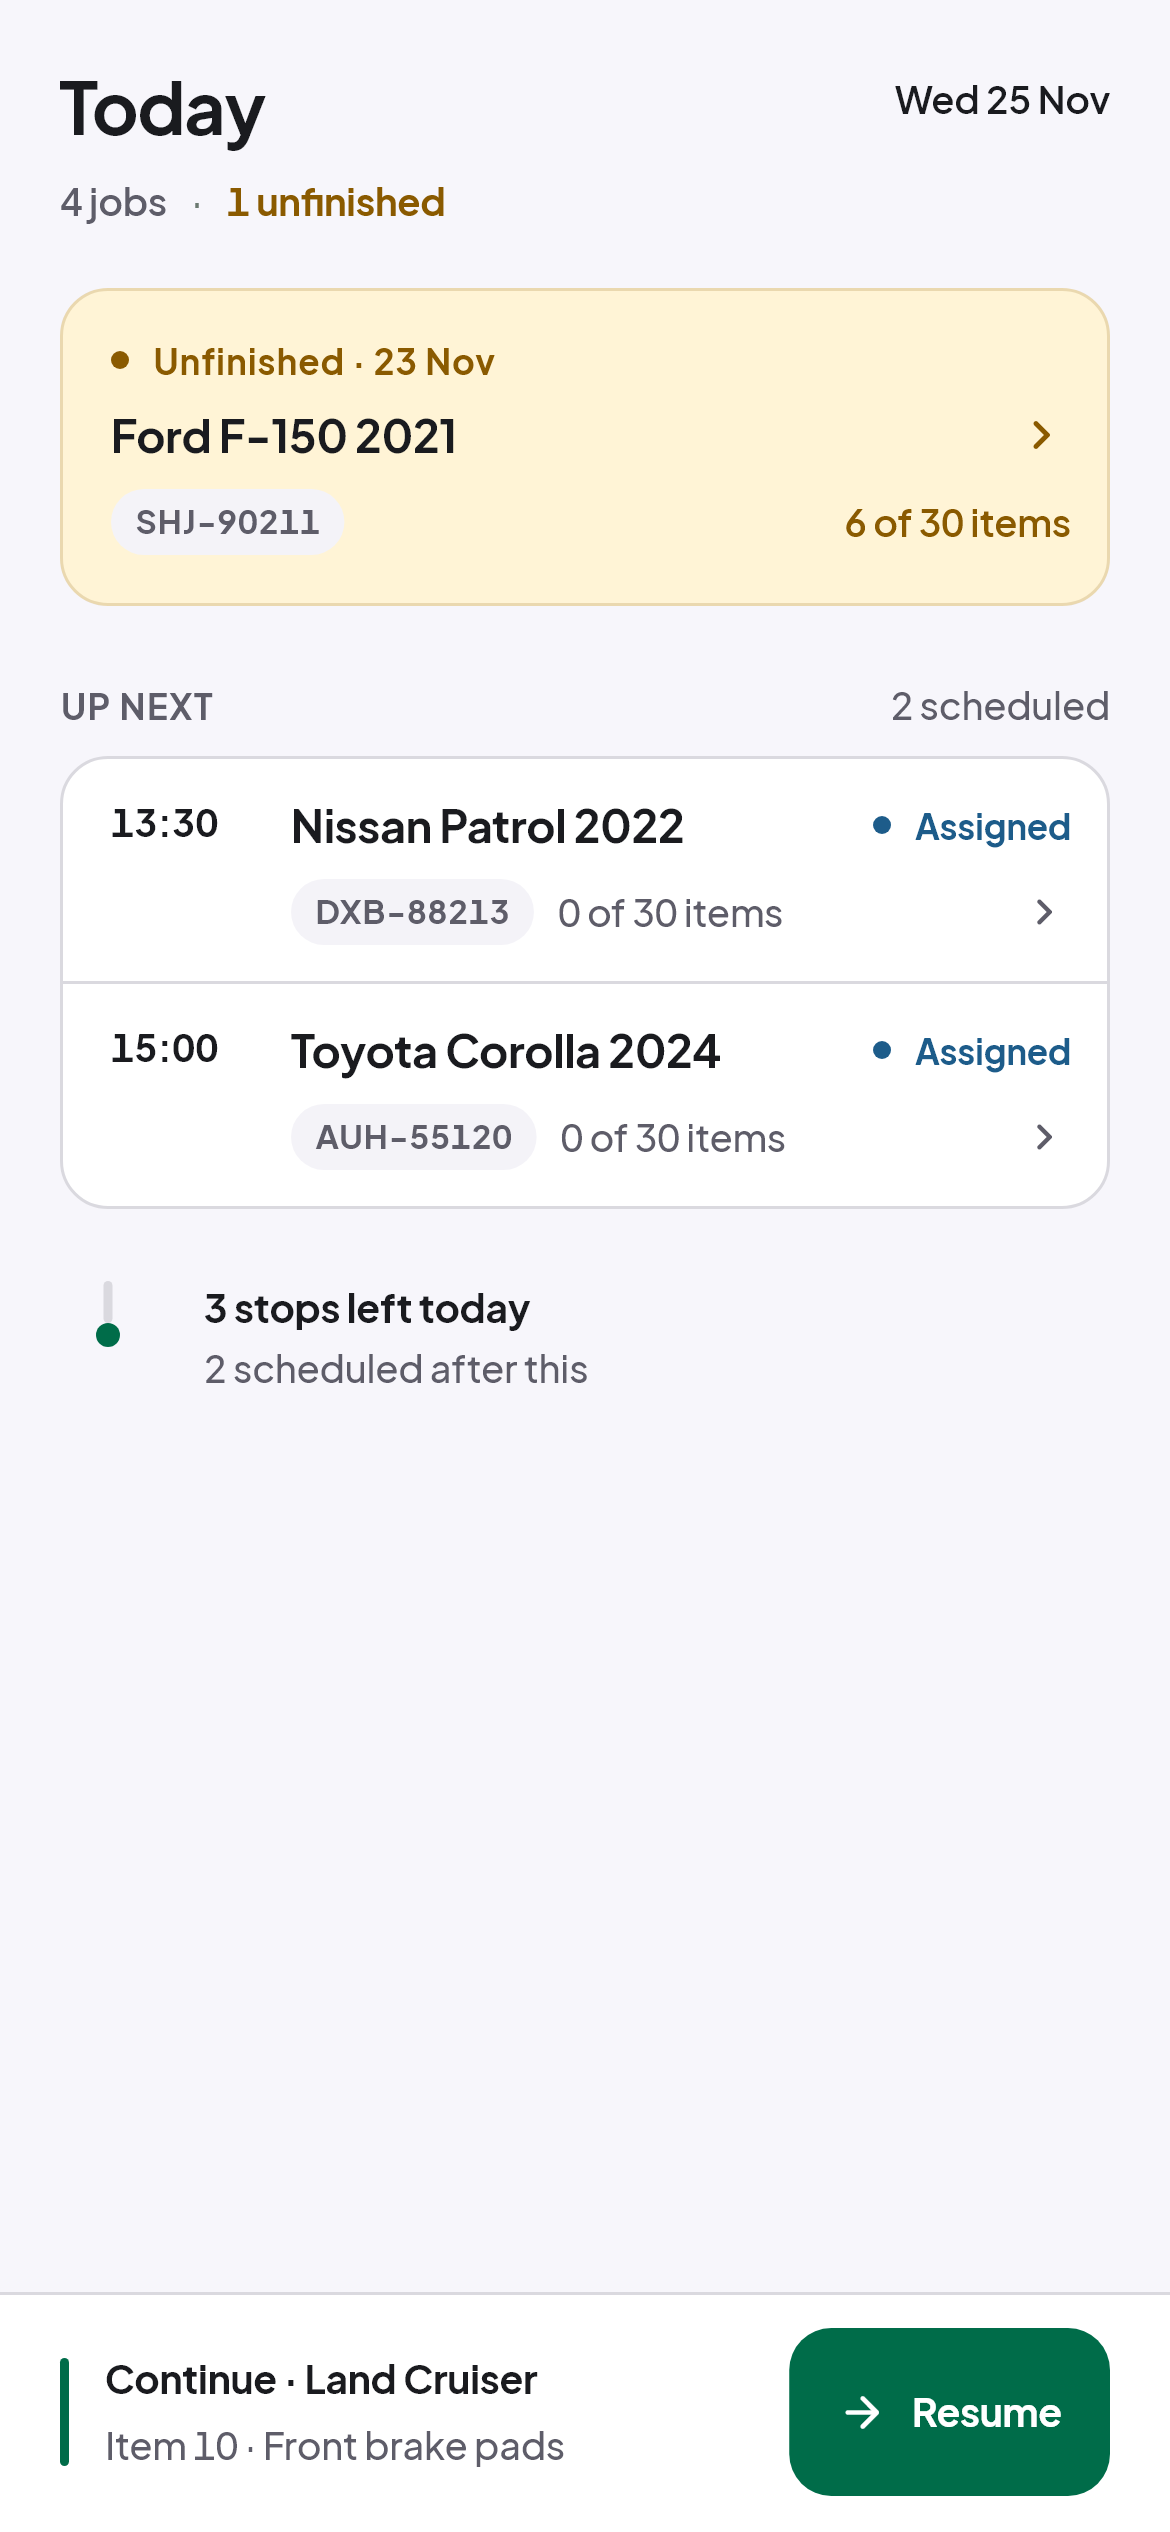 Today
Wed 25 Nov
4 jobs · 1 unfinished
Unfinished · 23 Nov
Ford F-150 2021
SHJ-90211
6 of 30 items
UP NEXT
2 scheduled
13:30
Nissan Patrol 2022
Assigned
DXB-88213
0 of 30 items
15:00
Toyota Corolla 2024
Assigned
AUH-55120
0 of 30 items
3 stops left today
2 scheduled after this
Continue · Land Cruiser
Item 10 · Front brake pads
Resume